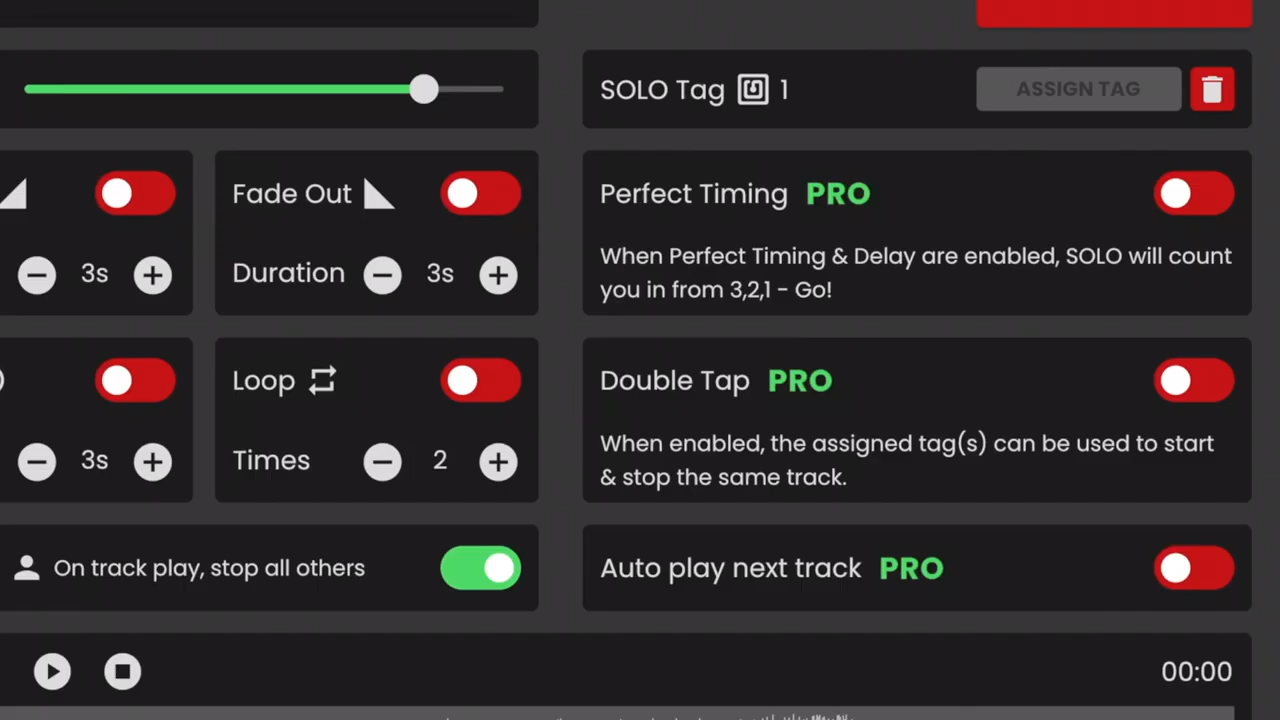 SOLO Tag 1
ASSIGN TAG
3s
Fade Out
Duration 3s
Perfect Timing PRO
When Perfect Timing & Delay are enabled, SOLO will count
you in from 3,2,1 - Go!
3s
Loop
Times 2
Double Tap PRO
When enabled, the assigned tag(s) can be used to start
& stop the same track.
On track play, stop all others
Auto play next track PRO
00:00